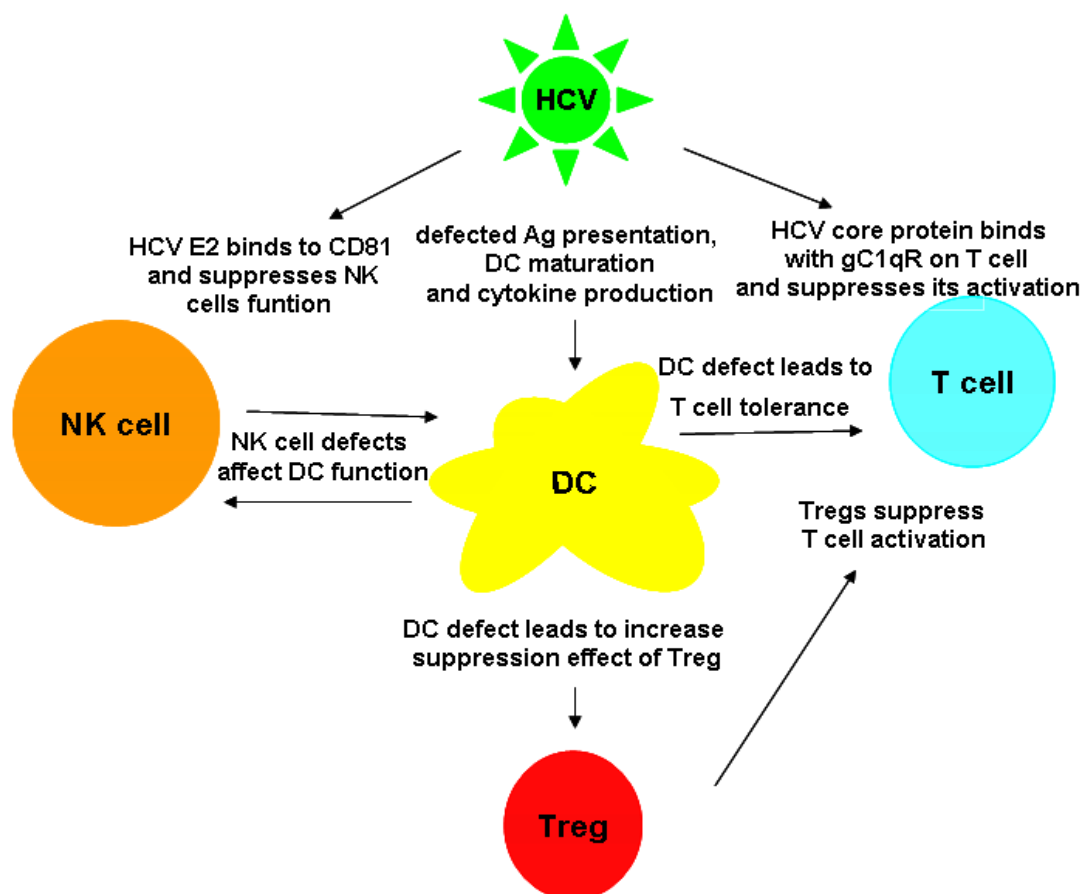 HCV
HCV E2 binds to CD81
and suppresses NK
cells funtion
defected Ag presentation,
DC maturation
and cytokine production
HCV core protein binds
with gC1qR on T cell
and suppresses its activation
NK cell
NK cell defects
affect DC function
DC
DC defect leads to
T cell tolerance
T cell
Tregs suppress
T cell activation
DC defect leads to increase
suppression effect of Treg
Treg